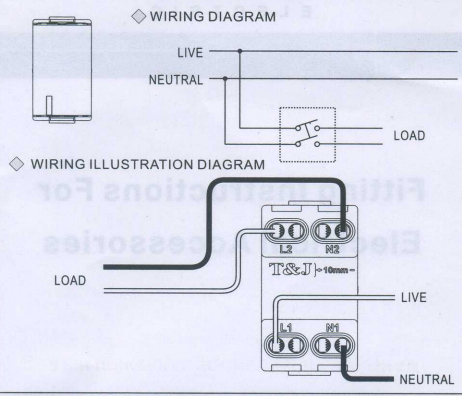 WIRING DIAGRAM
LIVE
NEUTRAL
LOAD
WIRING ILLUSTRATION DIAGRAM
Fitting Instructions For
Electrical Accessories
L2 N2
T&J 10mm
LOAD
LIVE
L1 N1
NEUTRAL